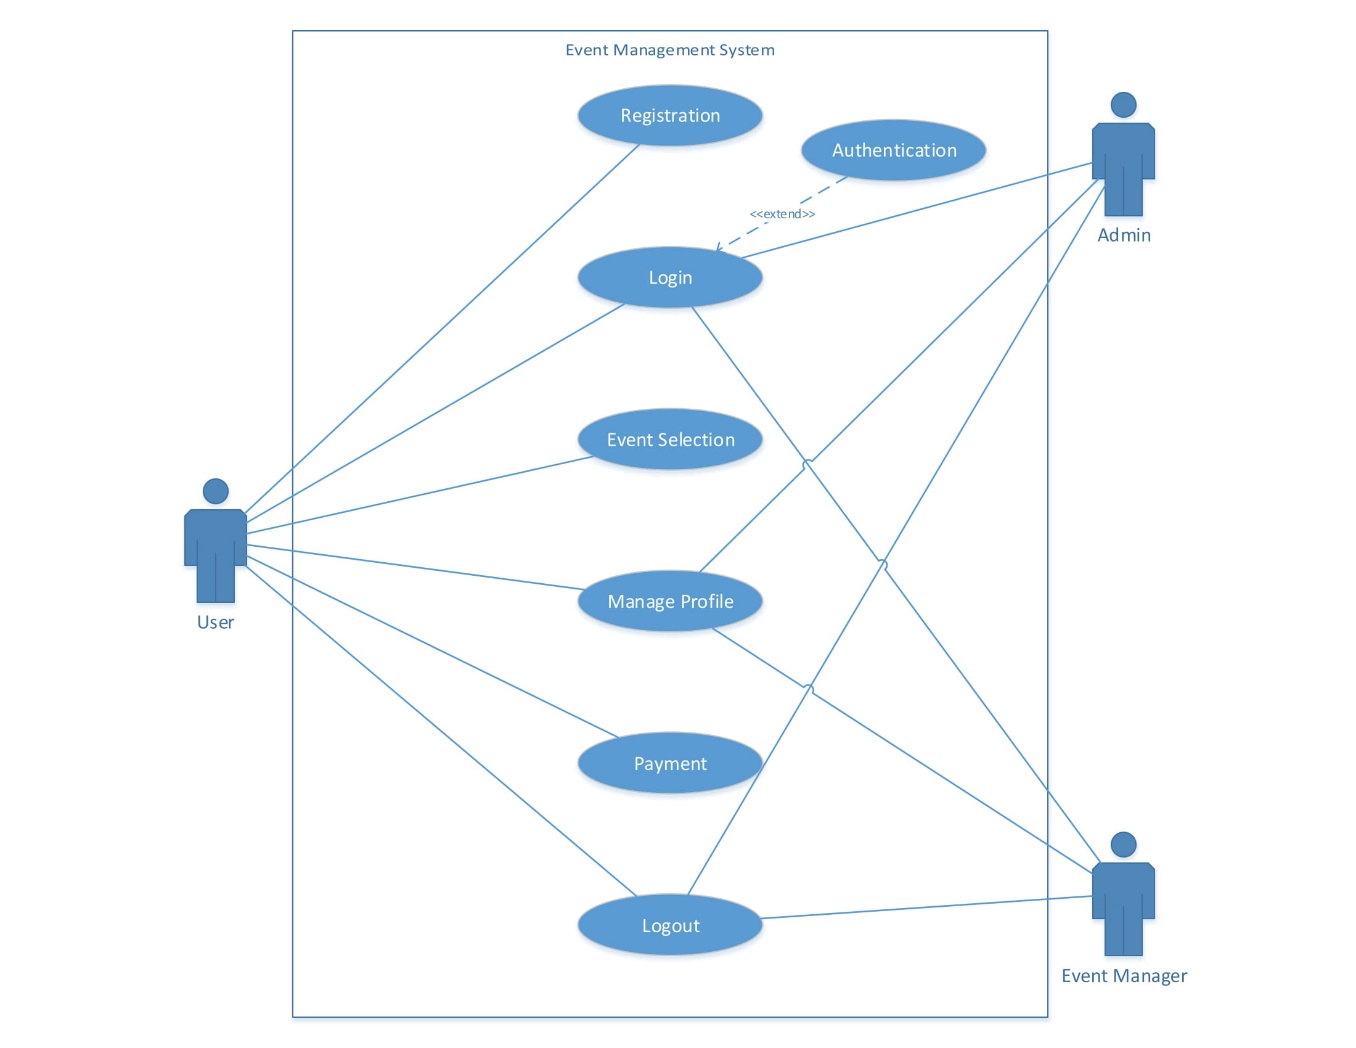 Event Management System
Registration
Authentication
<<extend>>
Admin
Login
Event Selection
Manage Profile
User
Payment
Logout
Event Manager